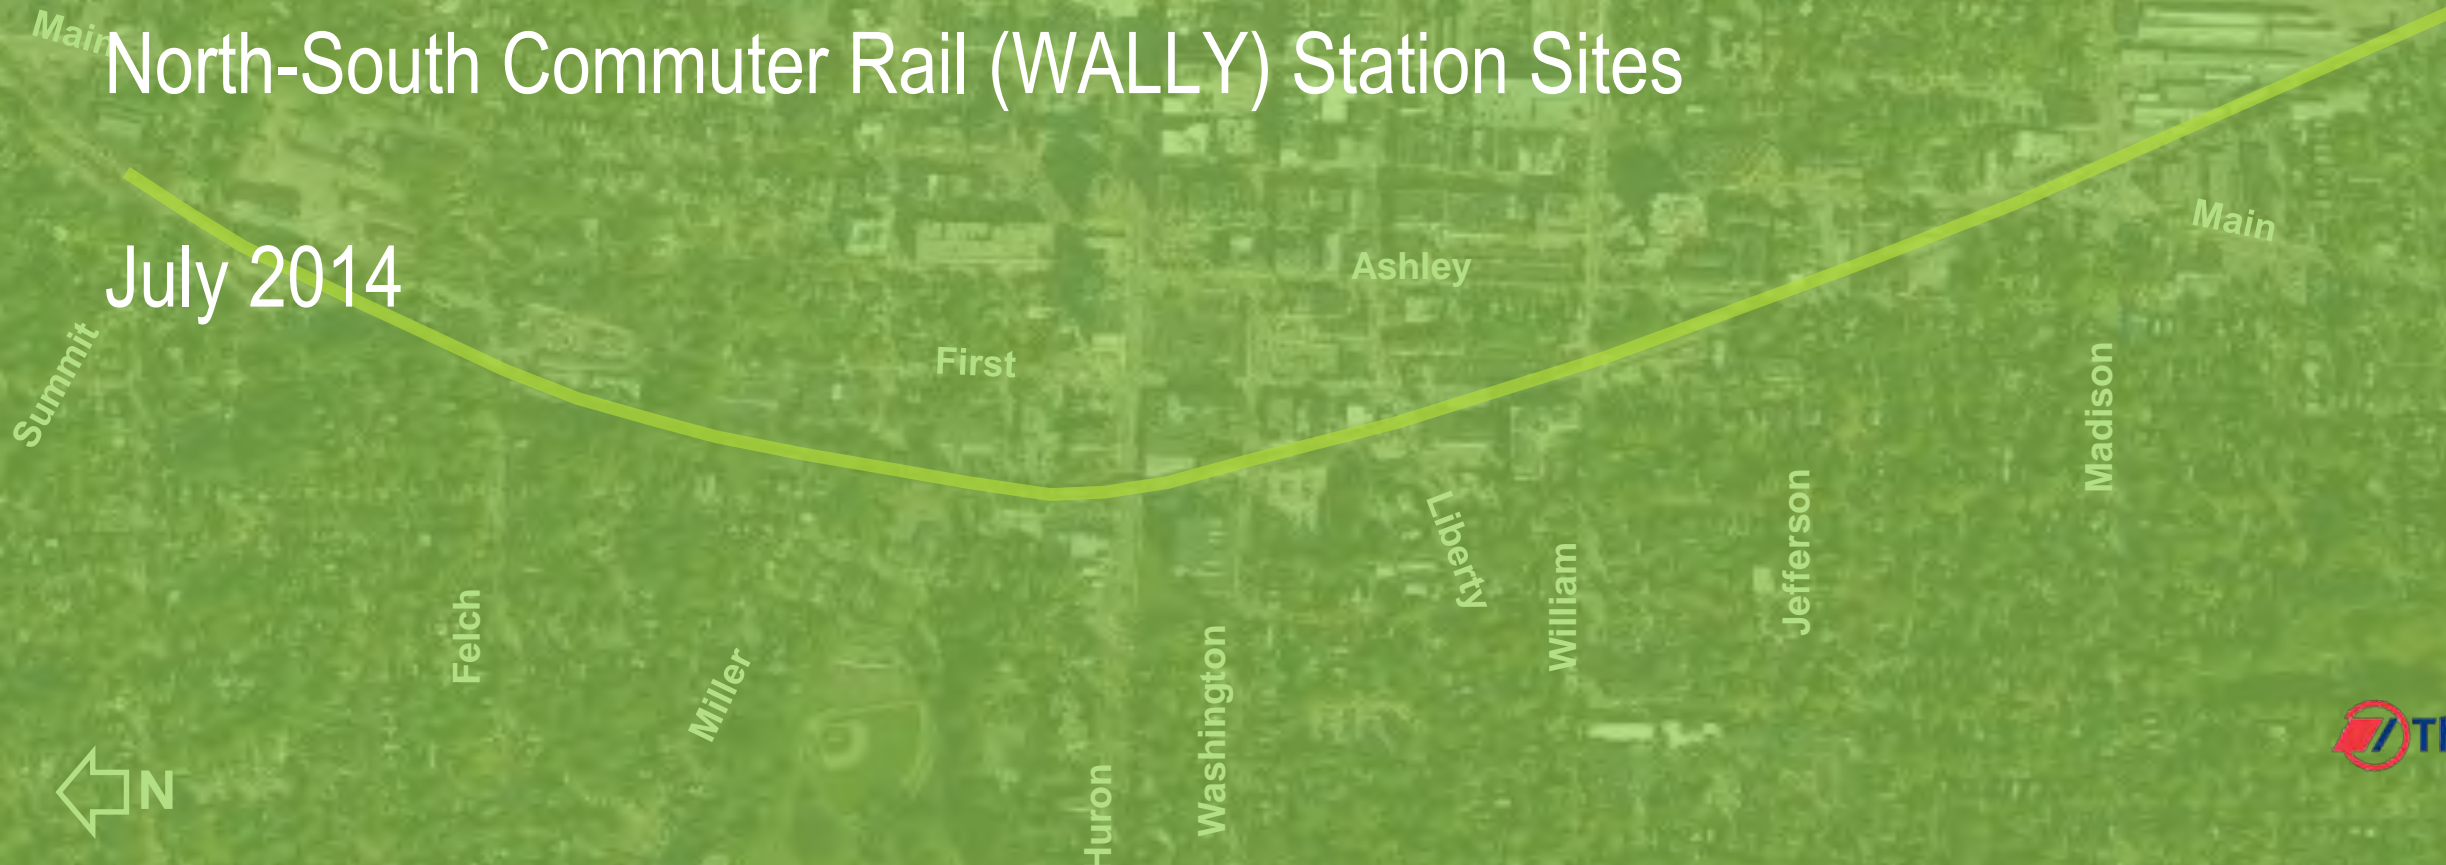 Main
North-South Commuter Rail (WALLY) Station Sites
Main
Ashley
July 2014
Summit
First
Madison
Liberty
Jefferson
William
Felch
Miller
Washington
Huron
N